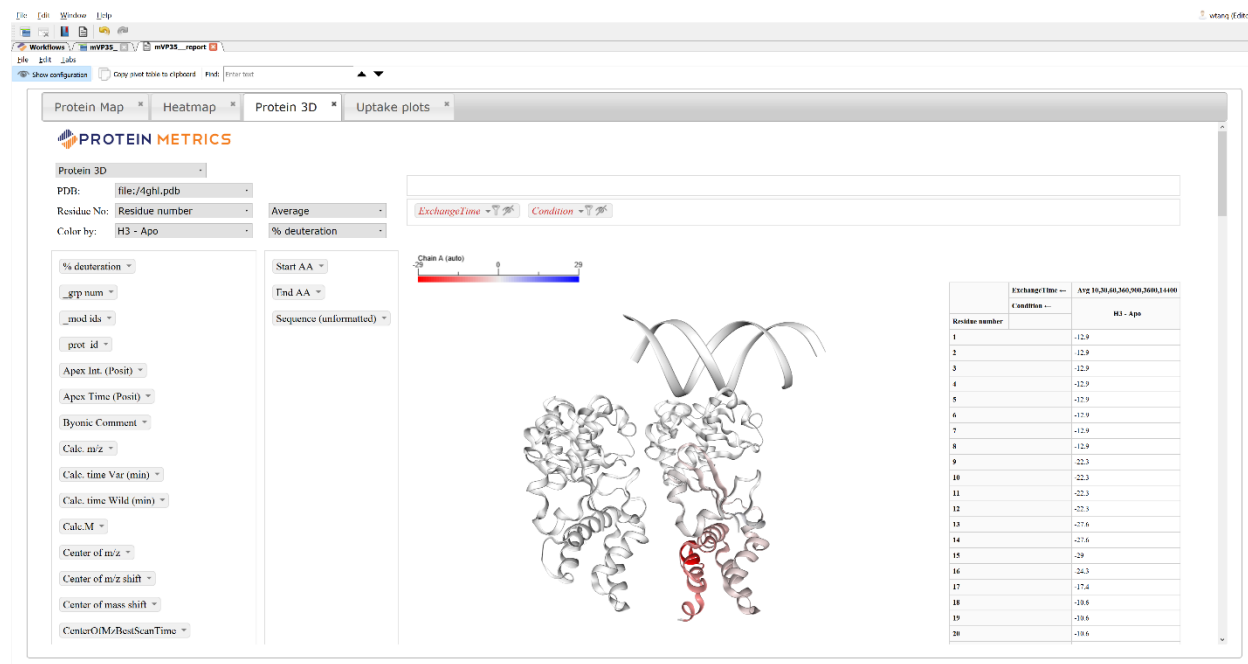 File Edit Window Help
wtang (Edito
Workflows mVP35_ mVP35__report
File Edit Tabs
Show configuration Copy pivot table to clipboard Find: Enter text
Protein Map Heatmap Protein 3D Uptake plots
PROTEIN METRICS
Protein 3D
PDB: file:/4ghl.pdb
Residue No: Residue number Average
ExchangeTime Condition
Color by: H3 - Apo % deuteration
% deuteration
_grp num
_mod ids
prot id
Apex Int. (Posit)
Apex Time (Posit)
Byonic Comment
Calc. m/z
Calc. time Var (min)
Calc. time Wild (min)
Calc.M
Center of m/z
Center of m/z shift
Center of mass shift
CenterOfMzBestScanTime
Start AA
End AA
Sequence (unformatted)
Chain A (auto)
-29 0 29
ExchangeTime Avg 10,30,60,360,900,3600,14400
Condition H3 - Apo
Residue number
1 -12.9
2 -12.9
3 -12.9
4 -12.9
5 -12.9
6 -12.9
7 -12.9
8 -12.9
9 -22.3
10 -22.3
11 -22.3
12 -22.3
13 -27.6
14 -27.6
15 -29
16 -24.3
17 -17.4
18 -10.6
19 -10.6
20 -10.6